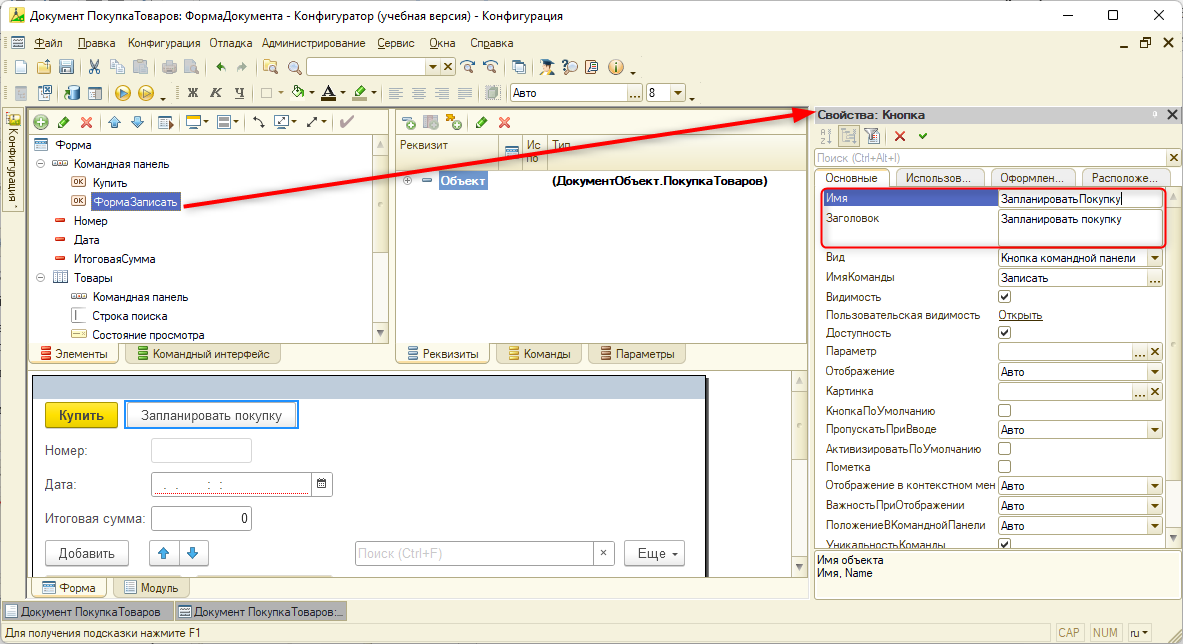 Документ ПокупкаТоваров: ФормаДокумента - Конфигуратор (учебная версия) - Конфигурация
Файл Правка Конфигурация Отладка Администрирование Сервис Окна Справка
Ж К Ч А Авто ... 8
Конфигурация
Форма
Командная панель
OK Купить
OK ФормаЗаписать
Номер
Дата
ИтоговаяСумма
Товары
Командная панель
Строка поиска
Состояние просмотра
Элементы Командный интерфейс
Реквизит Ис по Тип
Объект (ДокументОбъект.ПокупкаТоваров)
Реквизиты Команды Параметры
Купить Запланировать покупку
Номер:
Дата: . . : :
Итоговая сумма: 0
Добавить Поиск (Ctrl+F) × Еще
Форма Модуль
Свойства: Кнопка
Поиск (Ctrl+Alt+I)
Основные Использов... Оформлен... Расположе...
Имя ЗапланироватьПокупку
Заголовок Запланировать покупку
Вид Кнопка командной панели
ИмяКоманды Записать ...
Видимость
Пользовательская видимость Открыть
Доступность
Параметр ...
Отображение Авто
Картинка ...
КнопкаПоУмолчанию
ПропускатьПриВводе Авто
АктивизироватьПоУмолчанию
Пометка
Отображение в контекстном мен Авто
ВажностьПриОтображении Авто
ПоложениеВКоманднойПанели Авто
УникальностьКоманды
Имя объекта
Имя, Name
Документ ПокупкаТоваров Документ ПокупкаТоваров:...
Для получения подсказки нажмите F1 CAP NUM ru